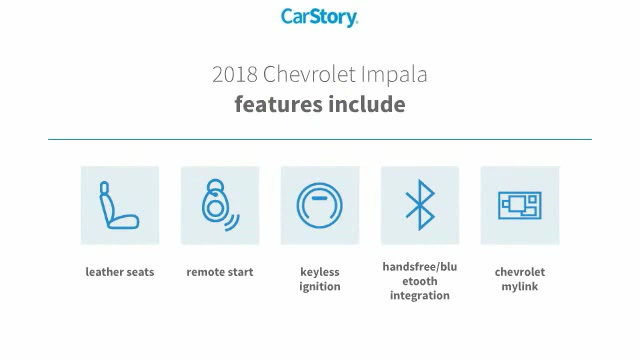 CarStory.
2018 Chevrolet Impala
features include
leather seats
remote start
keyless
ignition
handsfree/blu
etooth
integration
chevrolet
mylink